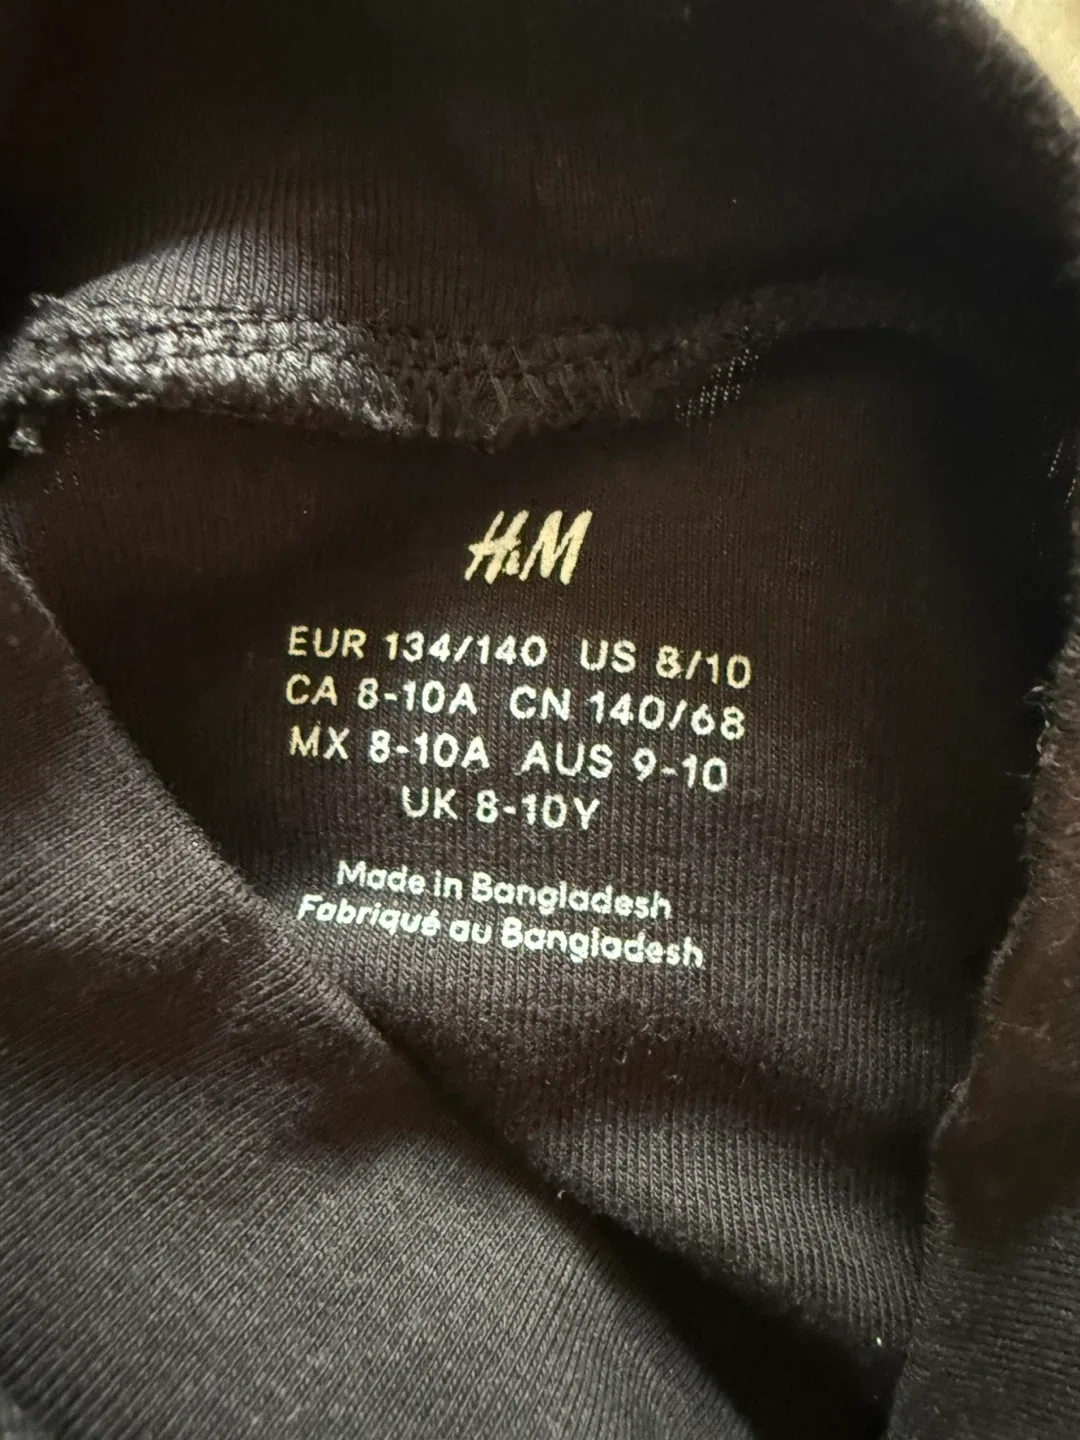 H&M
EUR 134/140 US 8/10
CA 8-10A CN 140/68
MX 8-10A AUS 9-10
UK 8-10Y
Made in Bangladesh
Fabriqué au Bangladesh